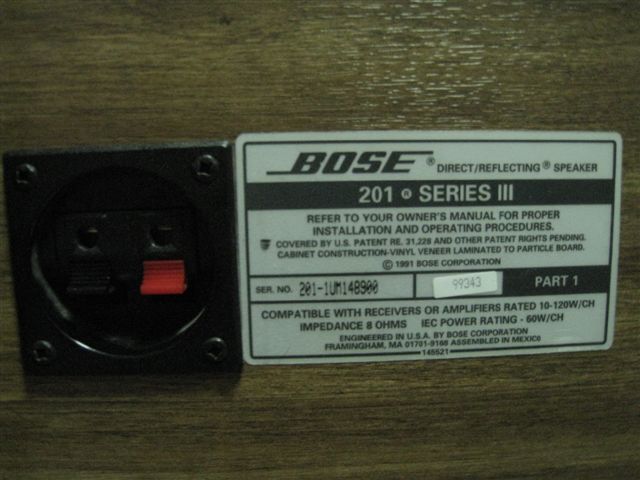 BOSE ® DIRECT/REFLECTING ® SPEAKER
201 ® SERIES III
REFER TO YOUR OWNER'S MANUAL FOR PROPER
INSTALLATION AND OPERATING PROCEDURES.
COVERED BY U.S. PATENT RE. 31,228 AND OTHER PATENT RIGHTS PENDING.
CABINET CONSTRUCTION-VINYL VENEER LAMINATED TO PARTICLE BOARD.
© 1991 BOSE CORPORATION
SER. NO. 201-1UM148900 99343 PART 1
COMPATIBLE WITH RECEIVERS OR AMPLIFIERS RATED 10-120W/CH
IMPEDANCE 8 OHMS IEC POWER RATING - 60W/CH
ENGINEERED IN U.S.A. BY BOSE CORPORATION
FRAMINGHAM, MA 01701-9168 ASSEMBLED IN MEXICO
145521